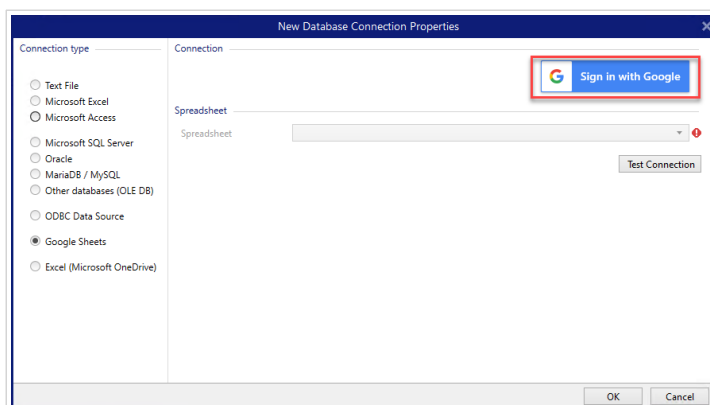 New Database Connection Properties
Connection type
Text File
Microsoft Excel
Microsoft Access
Microsoft SQL Server
Oracle
MariaDB / MySQL
Other databases (OLE DB)
ODBC Data Source
Google Sheets
Excel (Microsoft OneDrive)
Connection
G Sign in with Google
Spreadsheet
Spreadsheet
Test Connection
OK Cancel